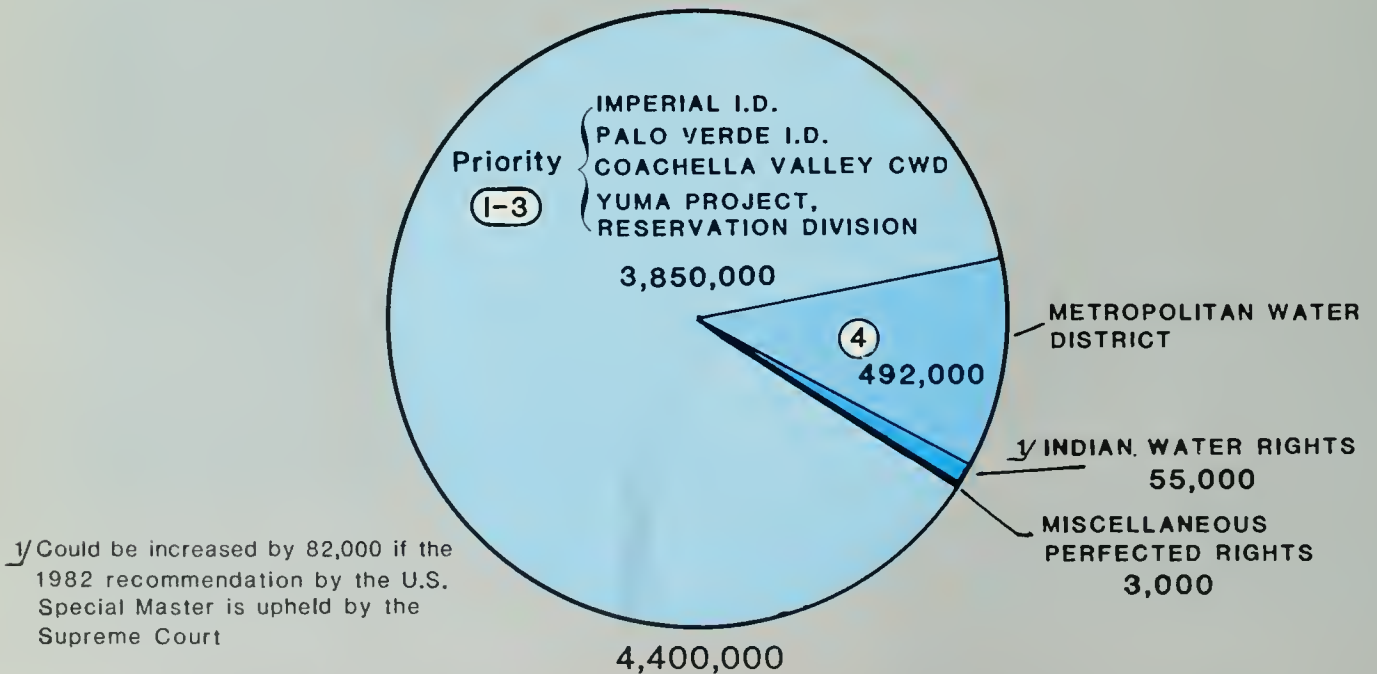 IMPERIAL I.D.
PALO VERDE I.D.
Priority
COACHELLA VALLEY CWD
1-3
YUMA PROJECT,
RESERVATION DIVISION
3,850,000
METROPOLITAN WATER
DISTRICT
4
492,000
1/ INDIAN. WATER RIGHTS
55,000
MISCELLANEOUS
PERFECTED RIGHTS
3,000
1/ Could be increased by 82,000 if the
1982 recommendation by the U.S.
Special Master is upheld by the
Supreme Court
4,400,000